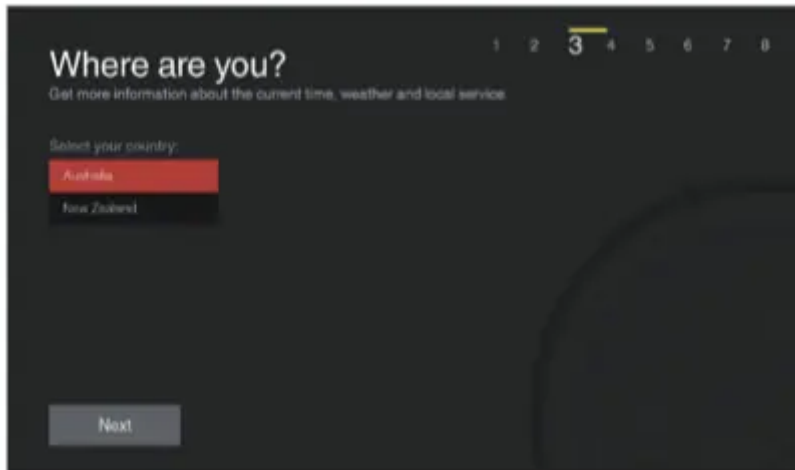 1 2 3 4 5 6 7 8
Where are you?
Get more information about the current time, weather and local service.
Select your country:
Australia
New Zealand
Next